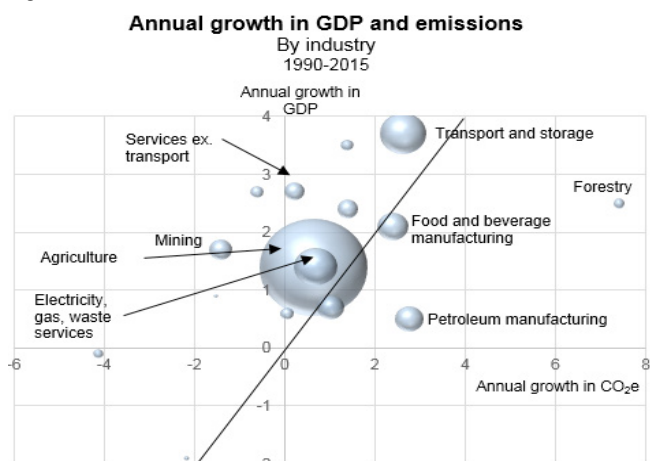 Annual growth in GDP and emissions
By industry
1990-2015
Annual growth in
GDP
4
Services ex.
transport
Transport and storage
3
Forestry
2
Food and beverage
manufacturing
Mining
Agriculture
1
Electricity,
gas, waste
services
Petroleum manufacturing
0
-6
-4
-2
0
2
4
6
8
Annual growth in CO₂e
-1